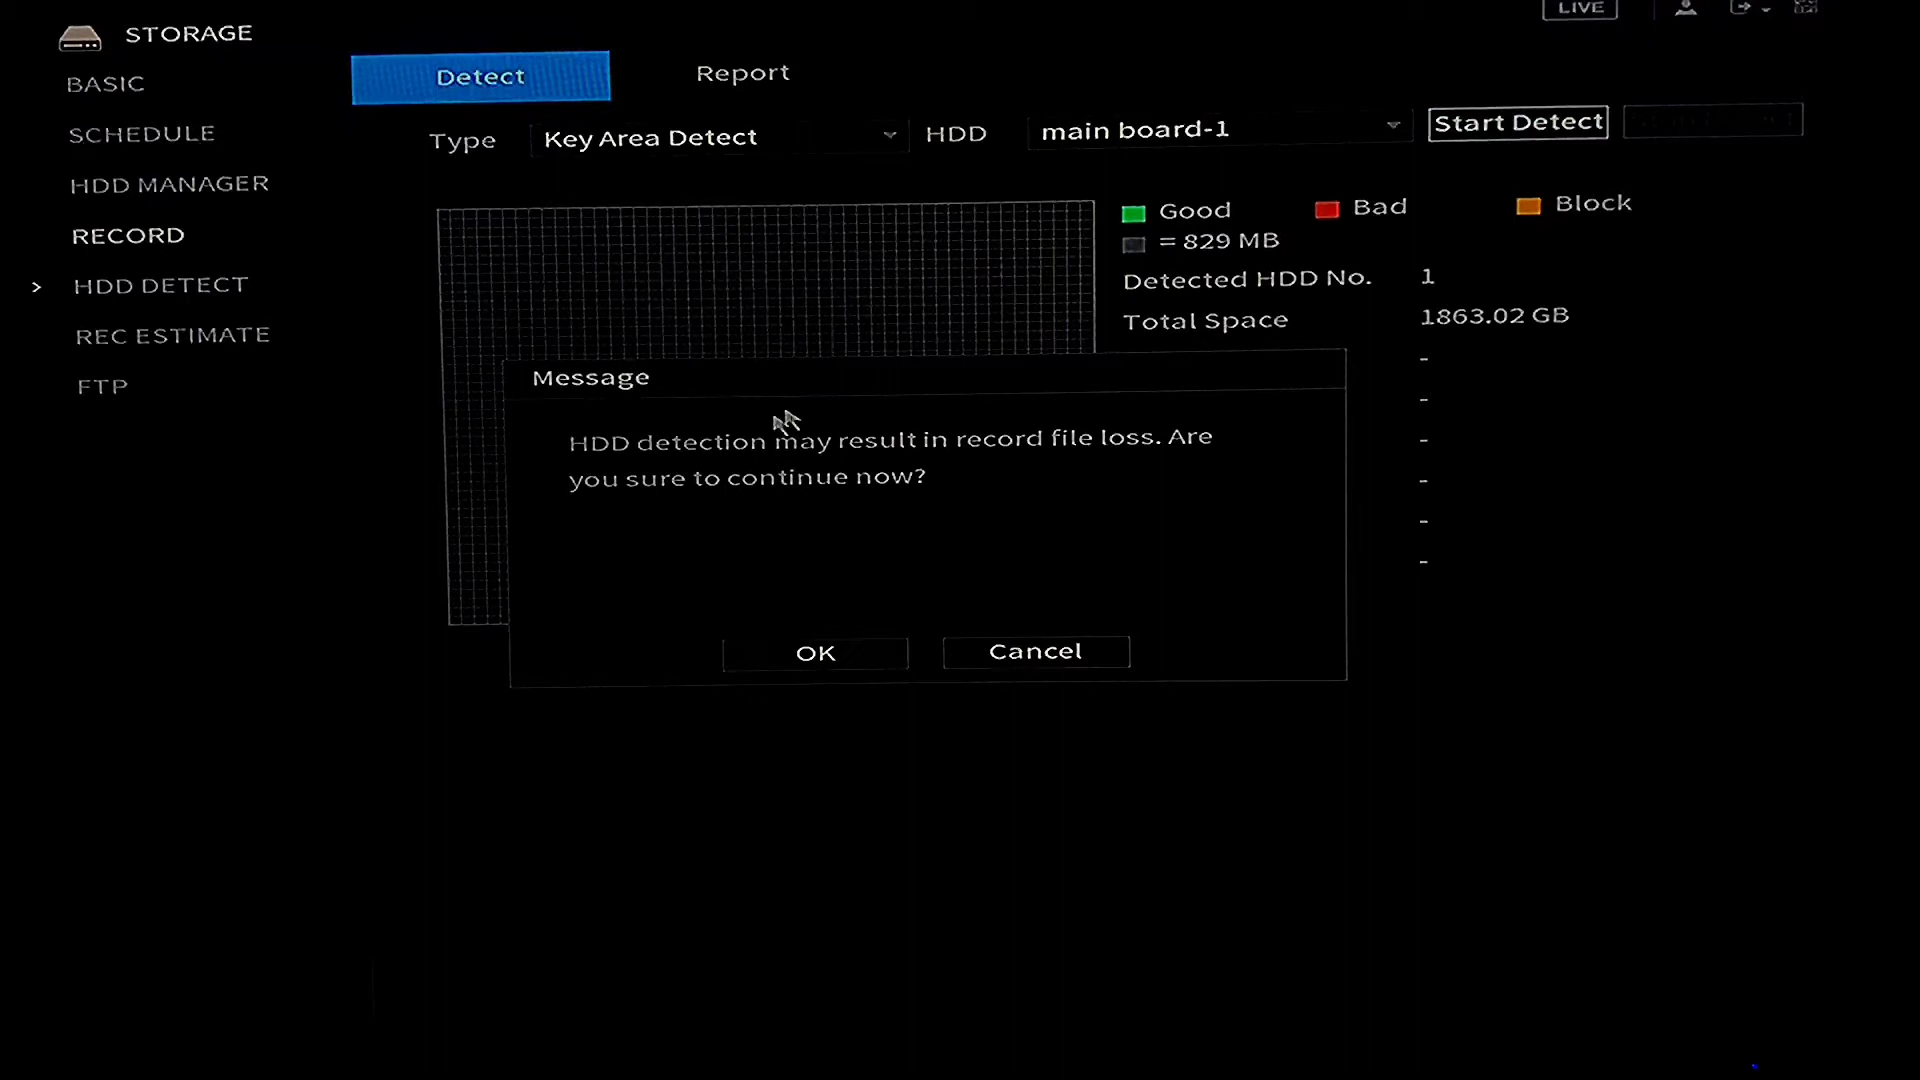 LIVE
STORAGE
BASIC
SCHEDULE
HDD MANAGER
RECORD
> HDD DETECT
REC ESTIMATE
FTP
Detect
Report
Type
Key Area Detect
HDD
main board-1
Start Detect
Good
Bad
Block
= 829 MB
Detected HDD No. 1
Total Space 1863.02 GB
-
-
-
-
-
-
Message
HDD detection may result in record file loss. Are
you sure to continue now?
OK
Cancel